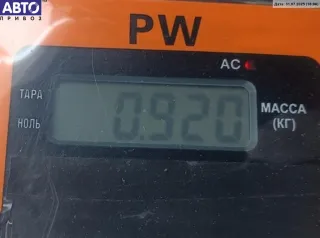 АВТО
ПРИВОЗ
PW
AC
ТАРА
НОЛЬ
0.920
МАССА
(КГ)